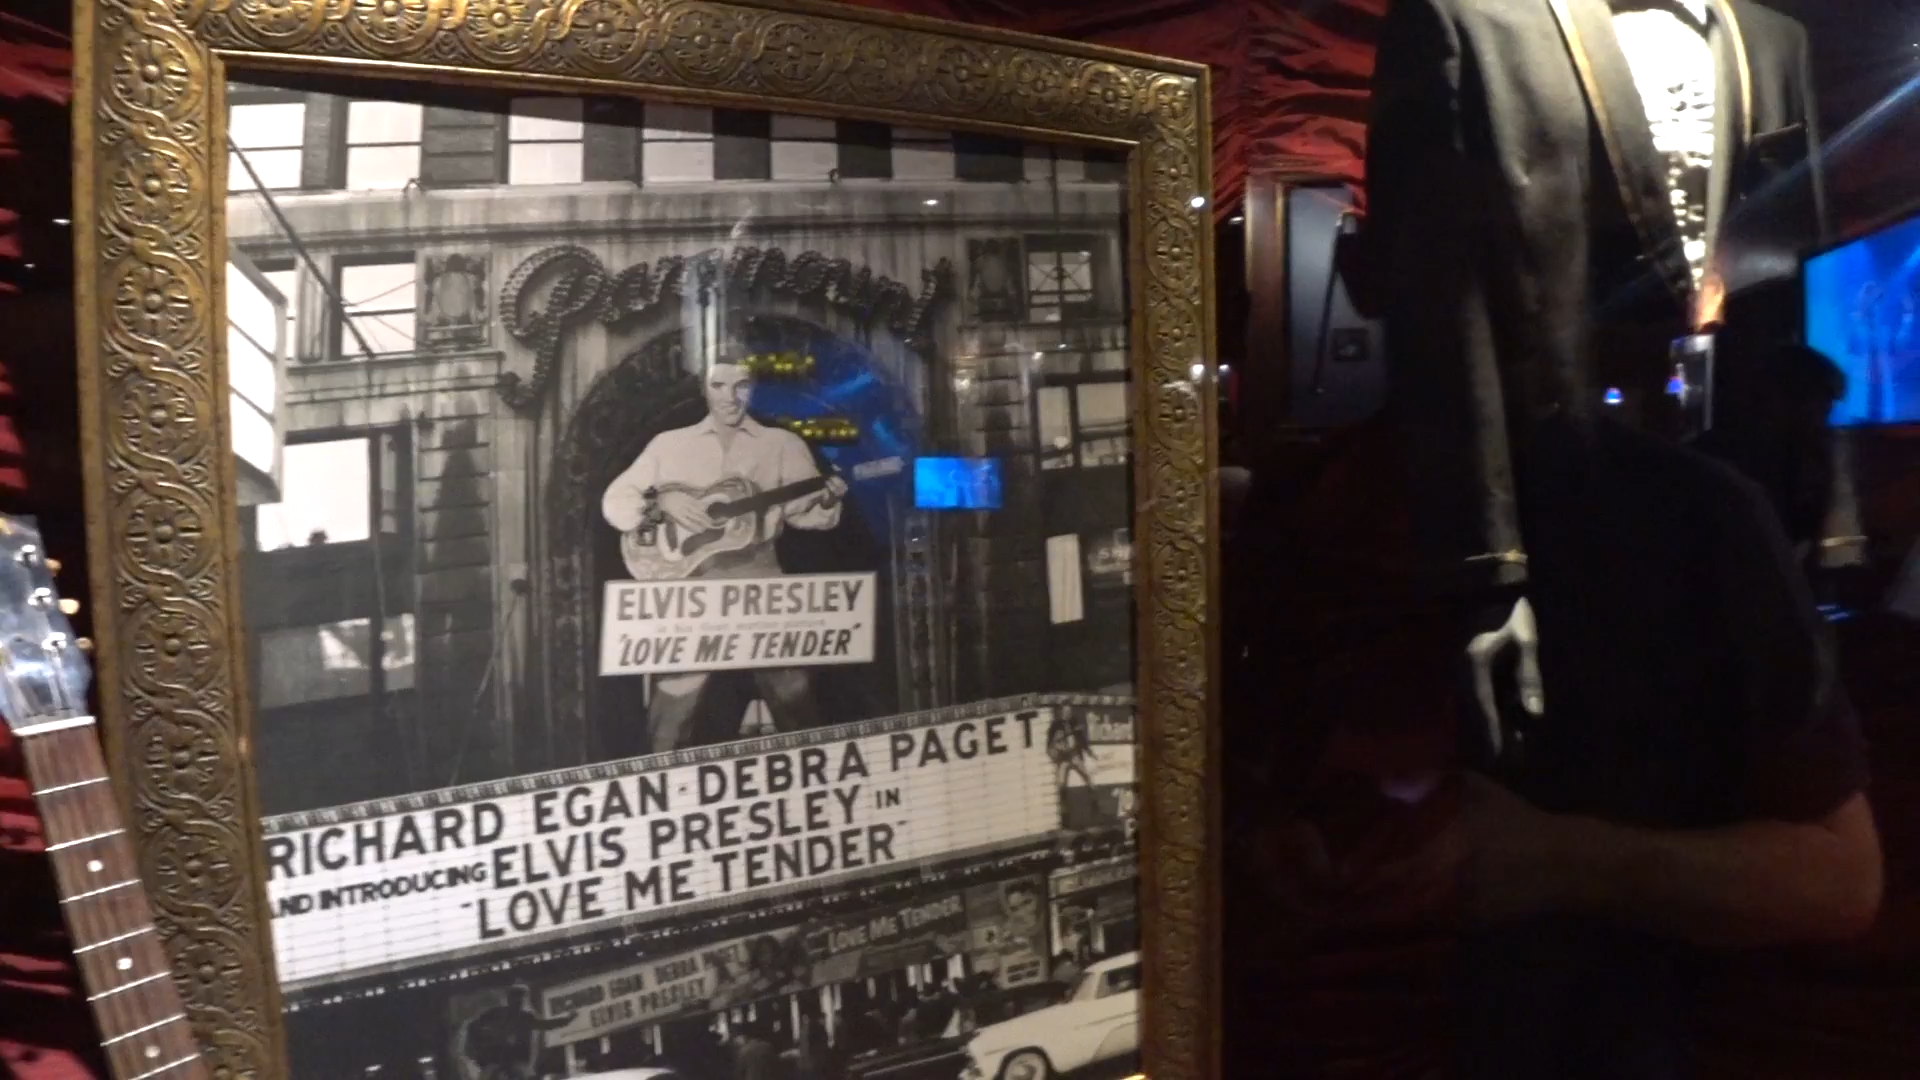 Paramount
ELVIS PRESLEY
in his first motion picture
"LOVE ME TENDER"
RICHARD EGAN - DEBRA PAGET
AND INTRODUCING ELVIS PRESLEY IN
"LOVE ME TENDER"
LOVE ME TENDER
RICHARD EGAN DEBRA PAGET
ELVIS PRESLEY